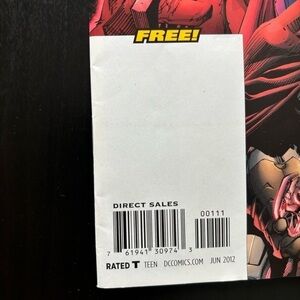 FREE!
DIRECT SALES
00111
7 61941 30974 3
RATED T TEEN DCCOMICS.COM JUN 2012